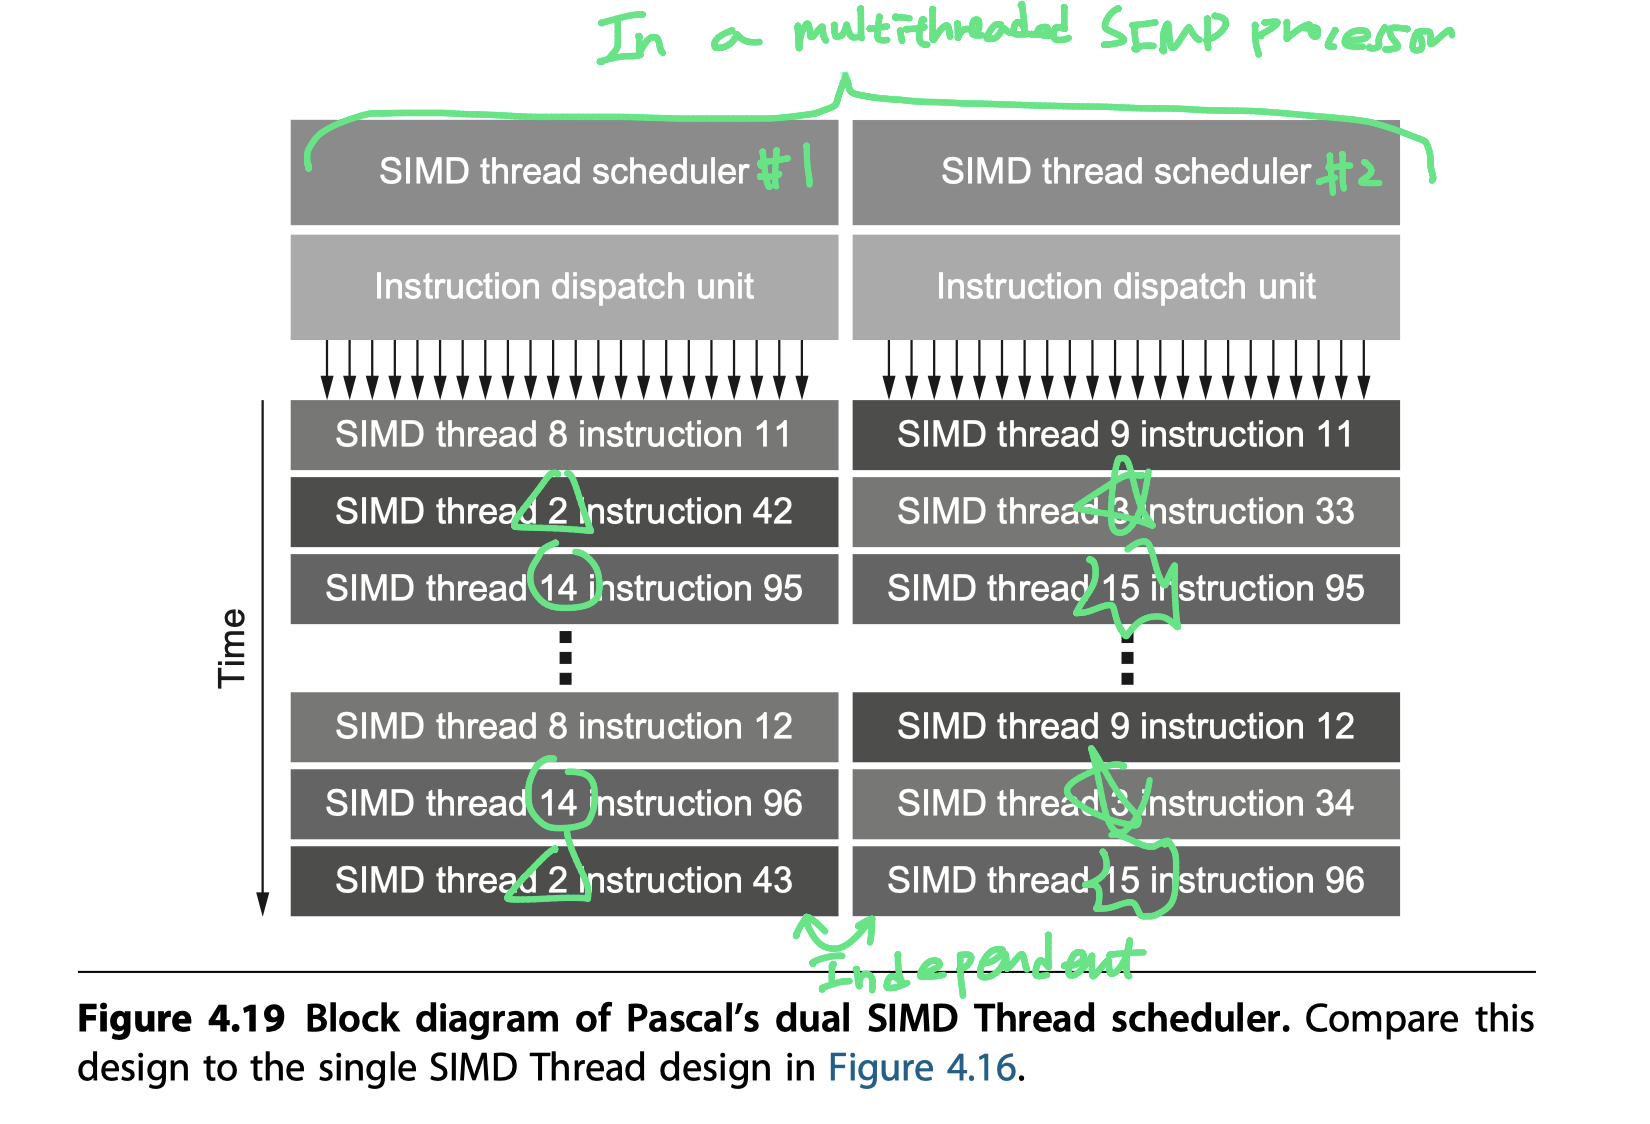 In a multithreaded SIMD processor
SIMD thread scheduler #1 SIMD thread scheduler #2
Instruction dispatch unit Instruction dispatch unit
SIMD thread 8 instruction 11 SIMD thread 9 instruction 11
SIMD thread 2 instruction 42 SIMD thread 3 instruction 33
SIMD thread 14 instruction 95 SIMD thread 15 instruction 95
Time
SIMD thread 8 instruction 12 SIMD thread 9 instruction 12
SIMD thread 14 instruction 96 SIMD thread 3 instruction 34
SIMD thread 2 instruction 43 SIMD thread 15 instruction 96
Independent
Figure 4.19 Block diagram of Pascal’s dual SIMD Thread scheduler. Compare this
design to the single SIMD Thread design in Figure 4.16.